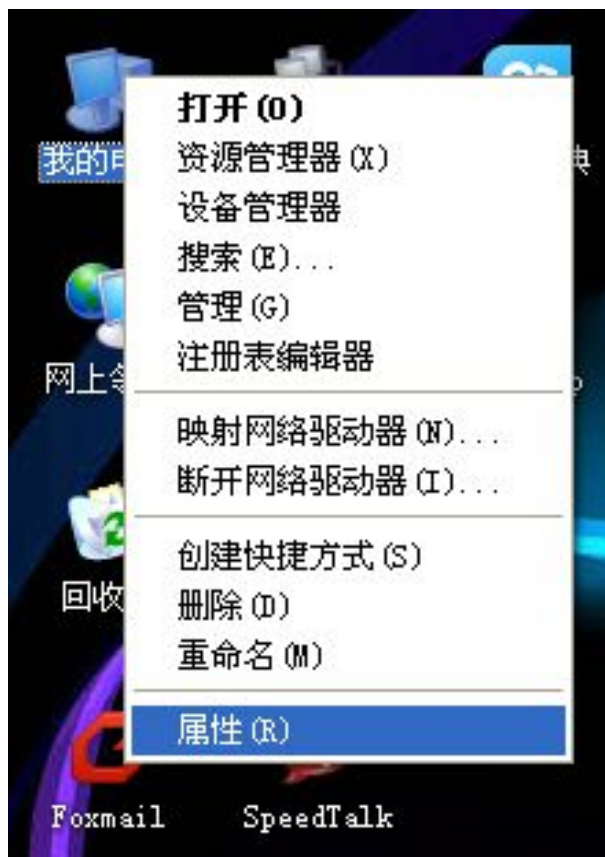 我的
打开(O)
资源管理器(X)
典
设备管理器
搜索(E)...
管理(G)
注册表编辑器
网上
映射网络驱动器(N)...
断开网络驱动器(I)...
创建快捷方式(S)
回收
删除(D)
重命名(M)
属性(R)
Foxmail
SpeedTalk